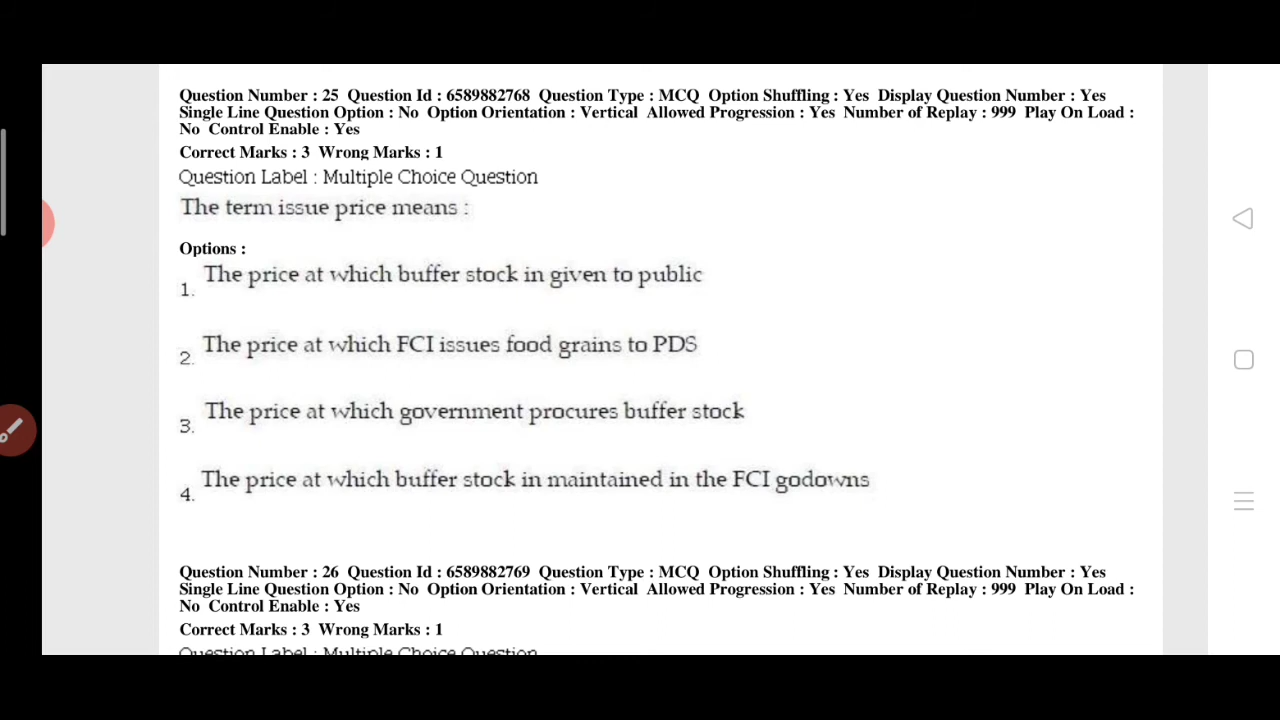 Question Number : 25 Question Id : 6589882768 Question Type : MCQ Option Shuffling : Yes Display Question Number : Yes
Single Line Question Option : No Option Orientation : Vertical Allowed Progression : Yes Number of Replay : 999 Play On Load :
No Control Enable : Yes
Correct Marks : 3 Wrong Marks : 1
Question Label : Multiple Choice Question
The term issue price means :
Options :
1. The price at which buffer stock in given to public
2. The price at which FCI issues food grains to PDS
3. The price at which government procures buffer stock
4. The price at which buffer stock in maintained in the FCI godowns
Question Number : 26 Question Id : 6589882769 Question Type : MCQ Option Shuffling : Yes Display Question Number : Yes
Single Line Question Option : No Option Orientation : Vertical Allowed Progression : Yes Number of Replay : 999 Play On Load :
No Control Enable : Yes
Correct Marks : 3 Wrong Marks : 1
Question Label : Multiple Choice Question